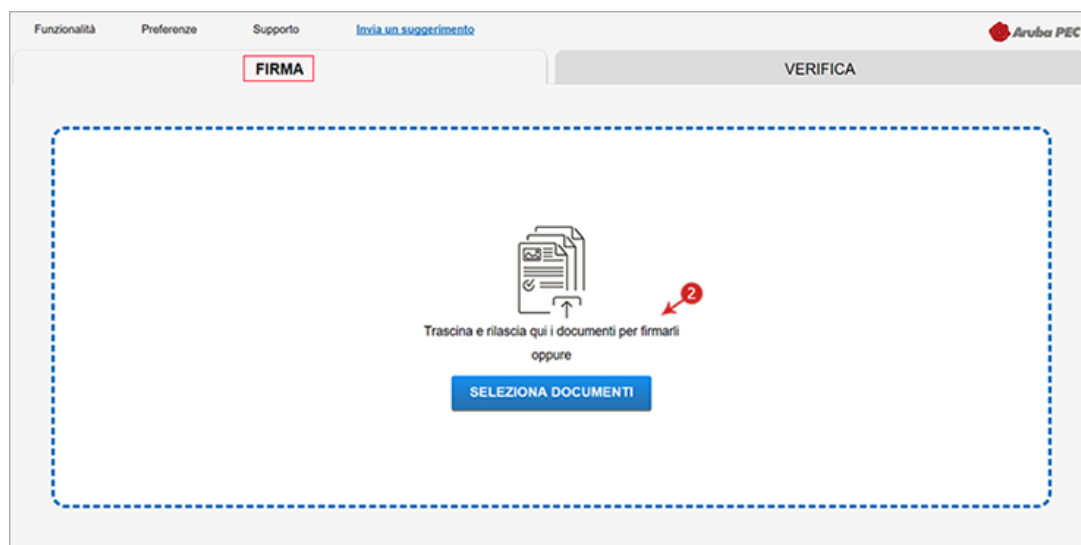 Funzionalità Preferenze Supporto Invia un suggerimento Aruba PEC
FIRMA VERIFICA
2
Trascina e rilascia qui i documenti per firmarli
oppure
SELEZIONA DOCUMENTI